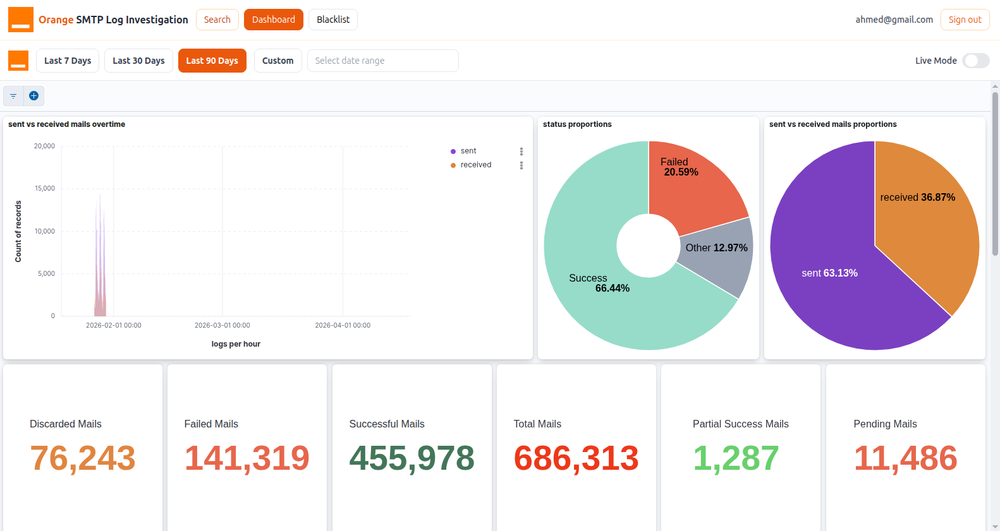 Orange SMTP Log Investigation
Search
Dashboard
Blacklist
ahmed@gmail.com
Sign out
Last 7 Days
Last 30 Days
Last 90 Days
Custom
Select date range
Live Mode
sent vs received mails overtime
20,000
15,000
10,000
5,000
0
Count of records
2026-02-01 00:00
2026-03-01 00:00
2026-04-01 00:00
logs per hour
sent
received
status proportions
Failed
20.59%
Other 12.97%
Success
66.44%
sent vs received mails proportions
received 36.87%
sent 63.13%
Discarded Mails
76,243
Failed Mails
141,319
Successful Mails
455,978
Total Mails
686,313
Partial Success Mails
1,287
Pending Mails
11,486